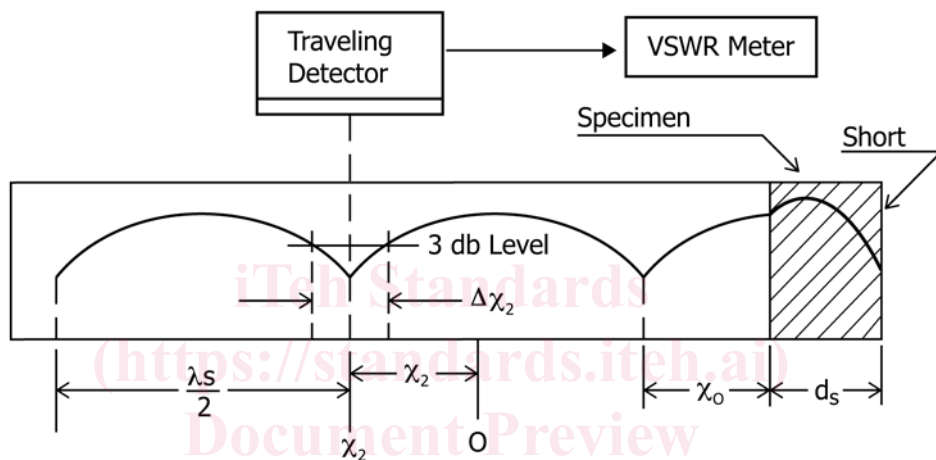 Traveling
Detector
VSWR Meter
Specimen
Short
3 db Level
Δχ₂
iTeh Standards
(https://standards.iteh.ai)
Document Preview
λs
2
χ₂
χₒ
dₛ
χ₂
O